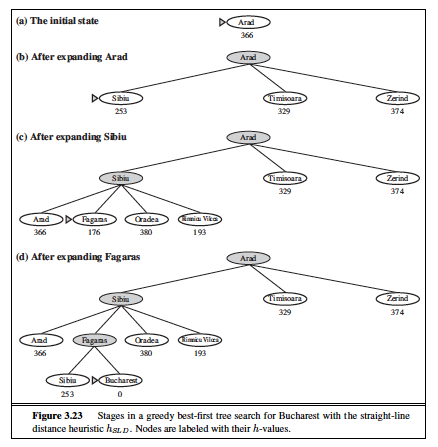 (a) The initial state
Arad
366
(b) After expanding Arad
Arad
Sibiu Timisoara Zerind
253 329 374
(c) After expanding Sibiu
Arad
Sibiu Timisoara Zerind
329 374
Arad Fagaras Oradea Rimnicu Vilcea
366 176 380 193
(d) After expanding Fagaras
Arad
Sibiu Timisoara Zerind
329 374
Arad Fagaras Oradea Rimnicu Vilcea
366 380 193
Sibiu Bucharest
253 0
Figure 3.23 Stages in a greedy best-first tree search for Bucharest with the straight-line
distance heuristic hSLD. Nodes are labeled with their h-values.